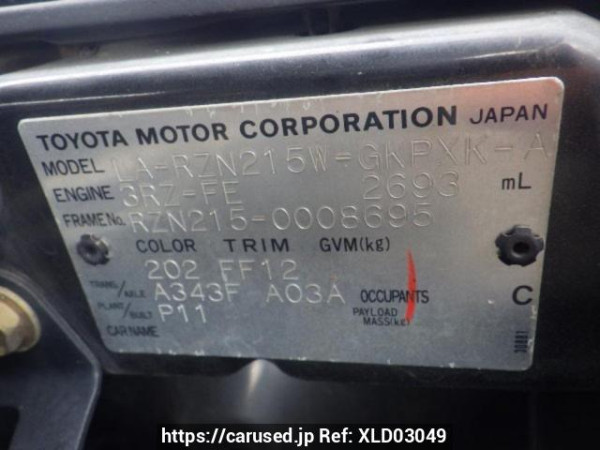 TOYOTA MOTOR CORPORATION JAPAN
MODEL LA-RZN215W-GKPXK-A
ENGINE 3RZ-FE 2693 mL
FRAME No. RZN215-0008695
COLOR TRIM GVM(kg)
202 FF12
TRANS./AXLE A343F A03A OCCUPANTS C
PLANT/BUILT P11 PAYLOAD MASS(kg)
CAR NAME
https://carused.jp Ref: XLD03049